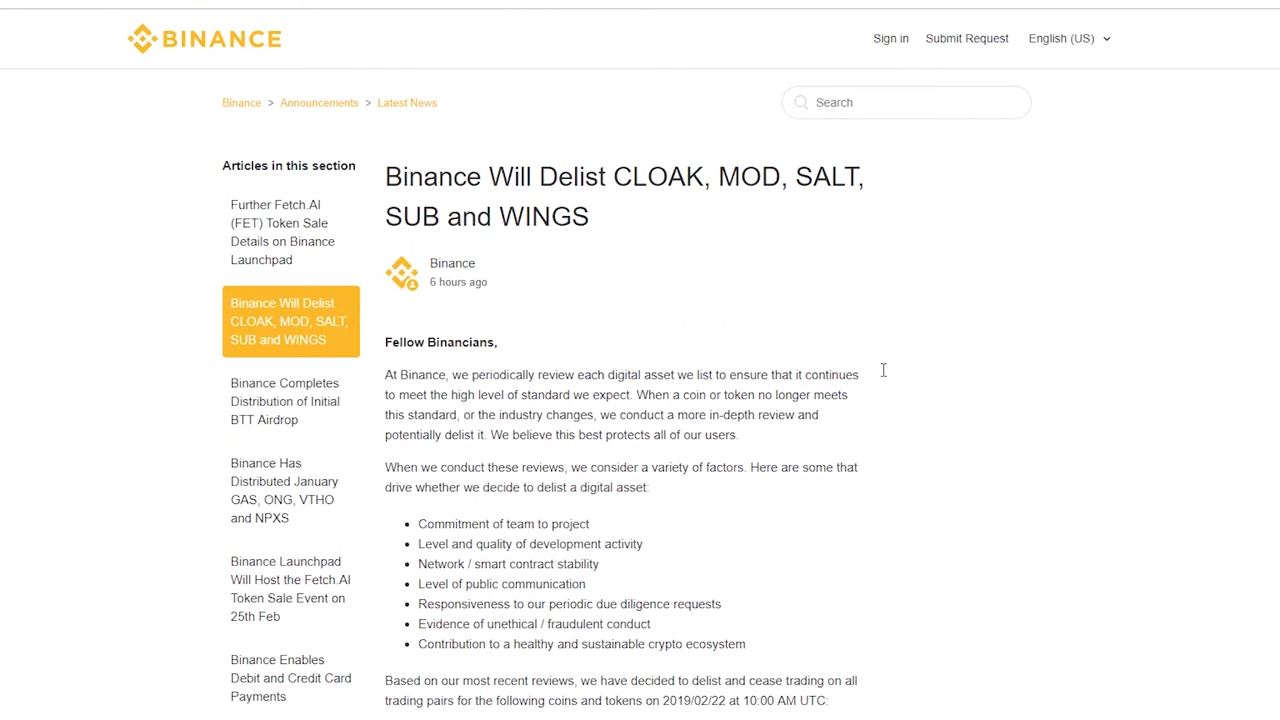 BINANCE
Sign in
Submit Request
English (US)
Binance > Announcements > Latest News
Search
Articles in this section
Further Fetch.AI
(FET) Token Sale
Details on Binance
Launchpad
Binance Will Delist
CLOAK, MOD, SALT,
SUB and WINGS
Binance Completes
Distribution of Initial
BTT Airdrop
Binance Has
Distributed January
GAS, ONG, VTHO
and NPXS
Binance Launchpad
Will Host the Fetch.AI
Token Sale Event on
25th Feb
Binance Enables
Debit and Credit Card
Payments
Binance Will Delist CLOAK, MOD, SALT,
SUB and WINGS
Binance
6 hours ago
Fellow Binancians,
At Binance, we periodically review each digital asset we list to ensure that it continues
to meet the high level of standard we expect. When a coin or token no longer meets
this standard, or the industry changes, we conduct a more in-depth review and
potentially delist it. We believe this best protects all of our users.
When we conduct these reviews, we consider a variety of factors. Here are some that
drive whether we decide to delist a digital asset:
• Commitment of team to project
• Level and quality of development activity
• Network / smart contract stability
• Level of public communication
• Responsiveness to our periodic due diligence requests
• Evidence of unethical / fraudulent conduct
• Contribution to a healthy and sustainable crypto ecosystem
Based on our most recent reviews, we have decided to delist and cease trading on all
trading pairs for the following coins and tokens on 2019/02/22 at 10:00 AM UTC: